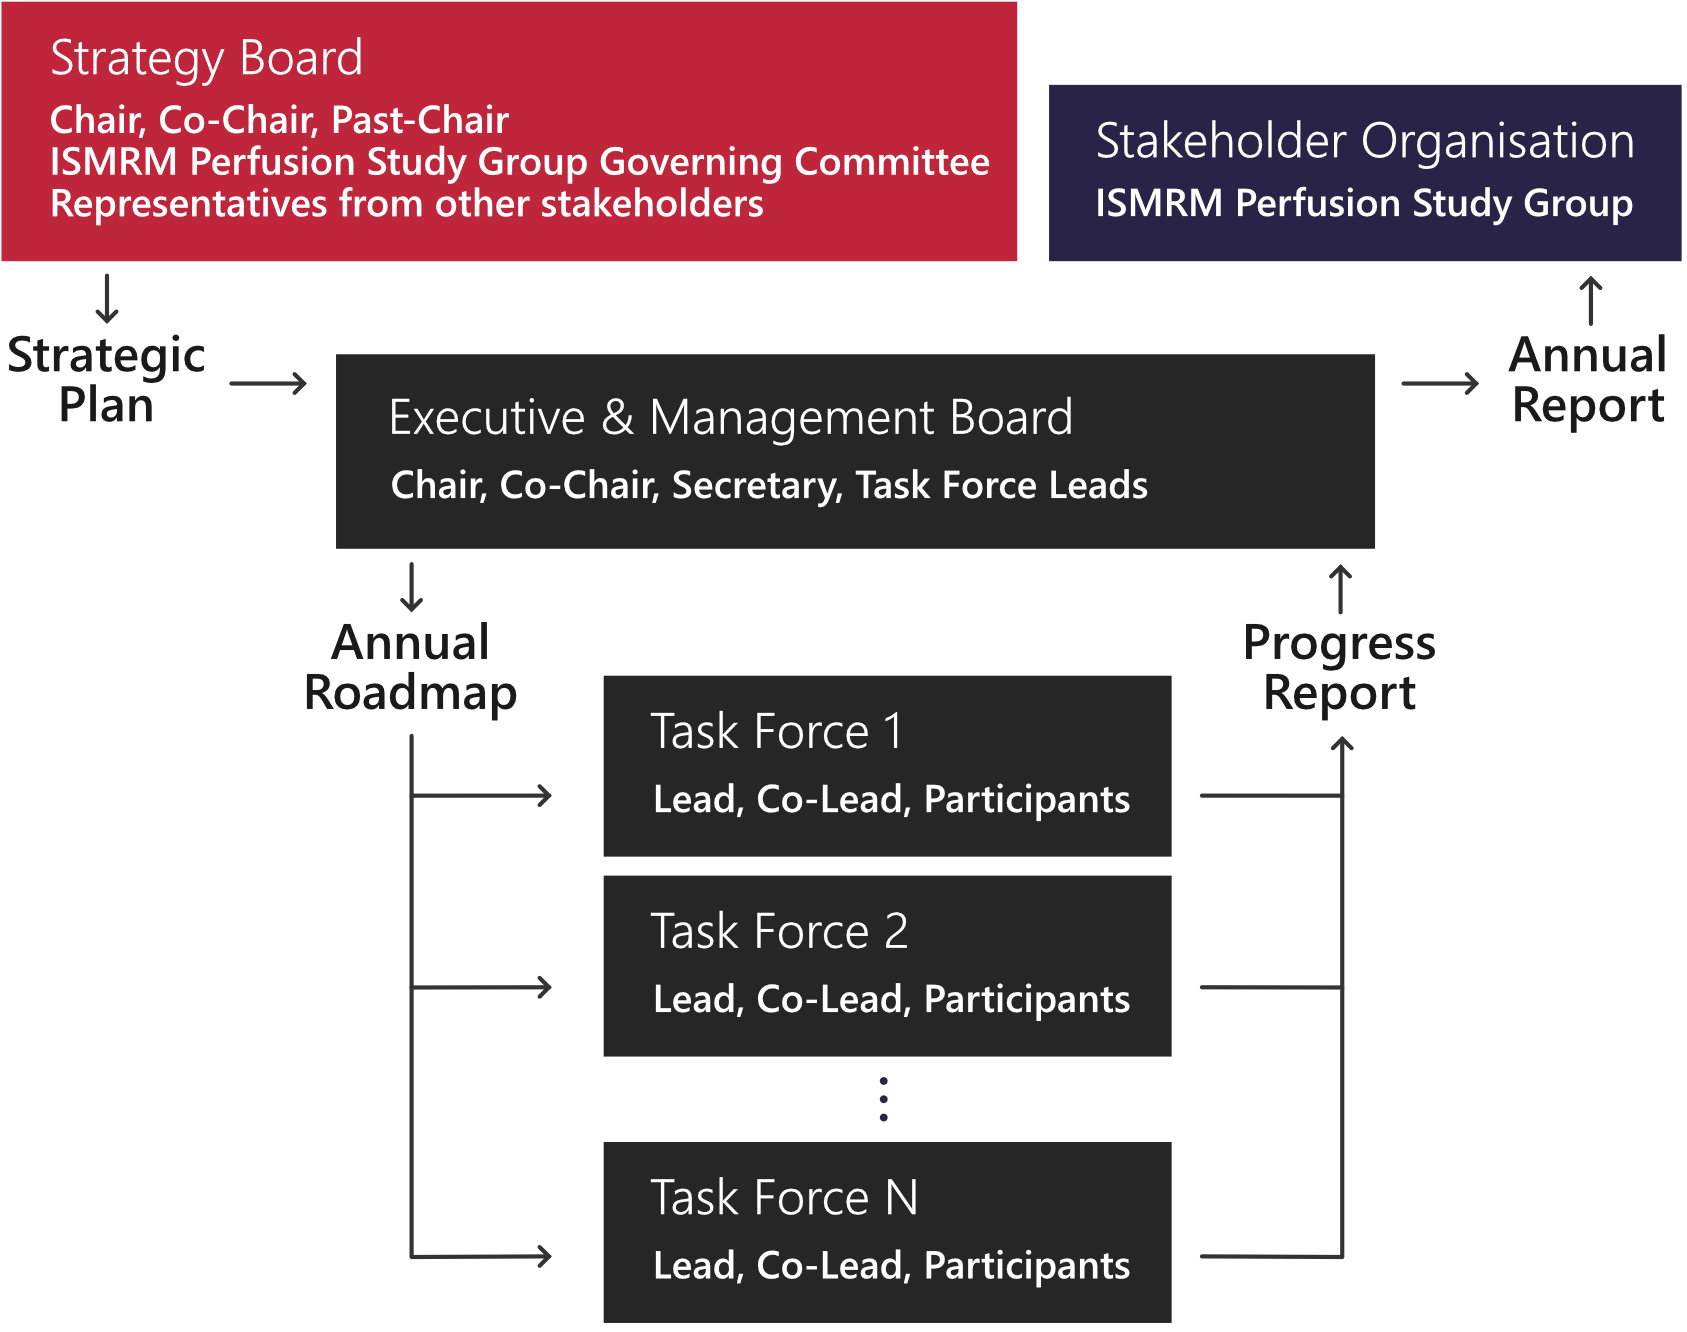 Strategy Board
Chair, Co-Chair, Past-Chair
ISMRM Perfusion Study Group Governing Committee
Representatives from other stakeholders
Stakeholder Organisation
ISMRM Perfusion Study Group
Strategic
Plan
Executive & Management Board
Chair, Co-Chair, Secretary, Task Force Leads
Annual
Report
Annual
Roadmap
Progress
Report
Task Force 1
Lead, Co-Lead, Participants
Task Force 2
Lead, Co-Lead, Participants
Task Force N
Lead, Co-Lead, Participants